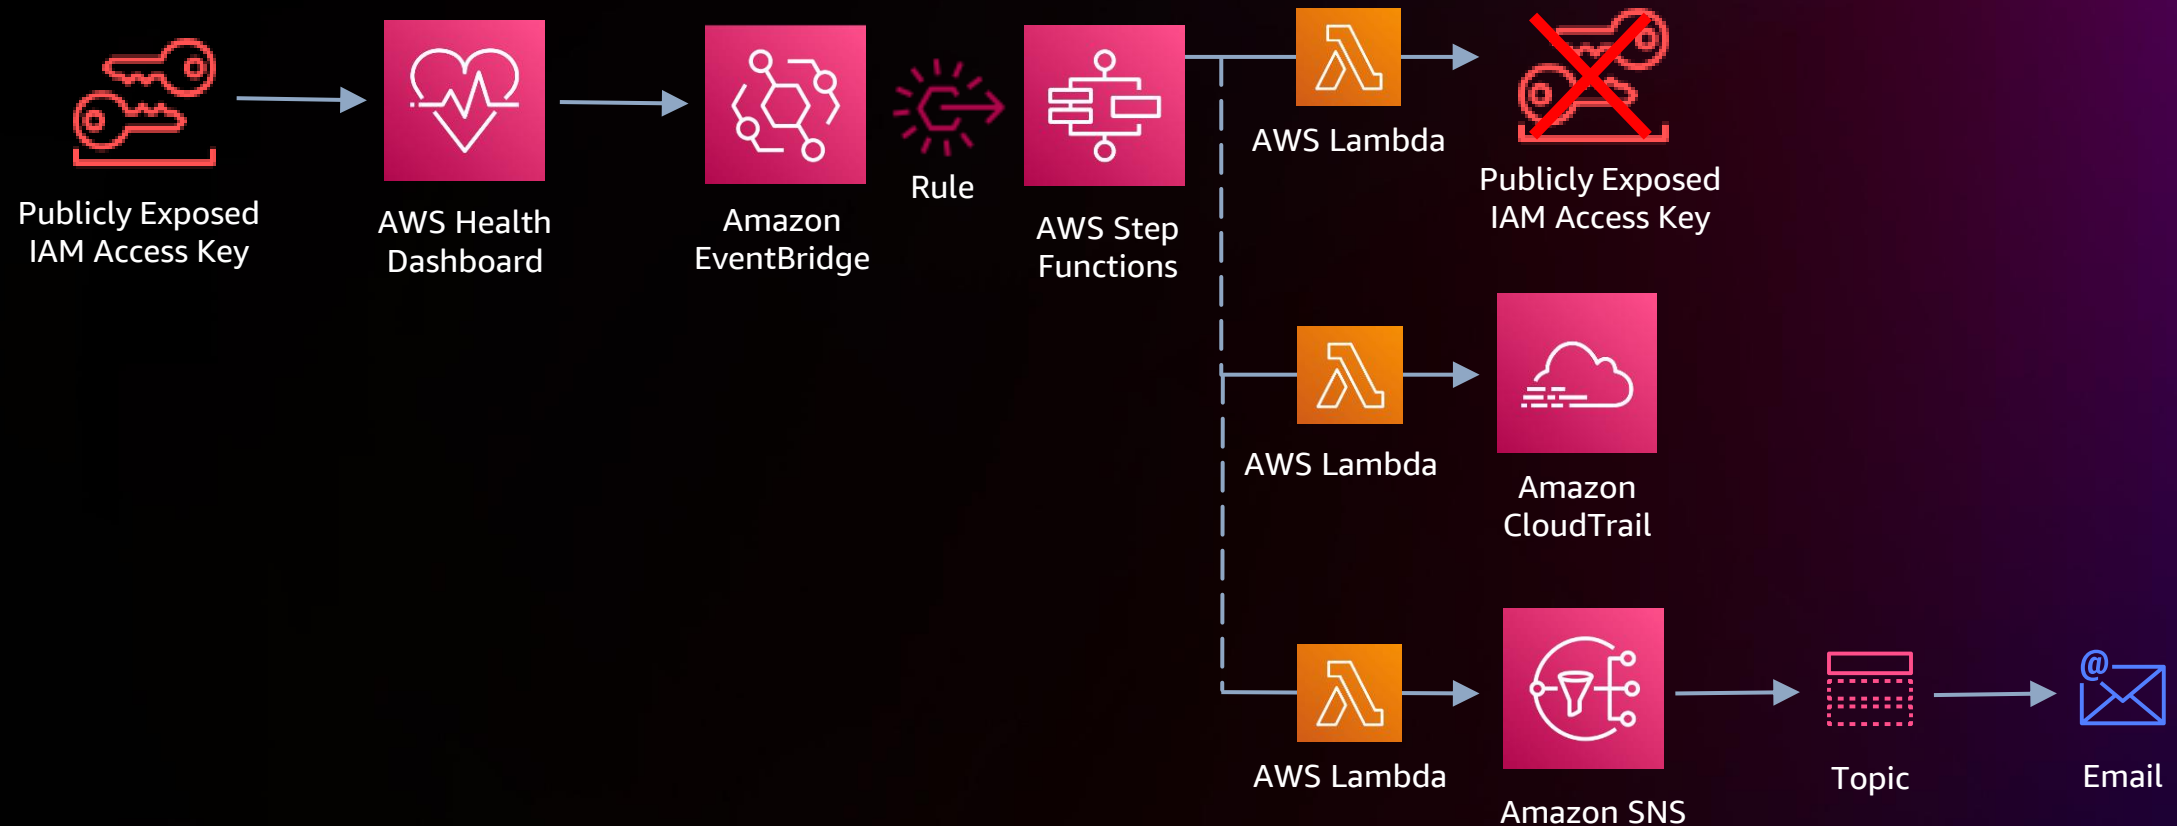 Publicly Exposed
IAM Access Key
AWS Health
Dashboard
Amazon
EventBridge
Rule
AWS Step
Functions
AWS Lambda
Publicly Exposed
IAM Access Key
AWS Lambda
Amazon
CloudTrail
AWS Lambda
Amazon SNS
Topic
@
Email